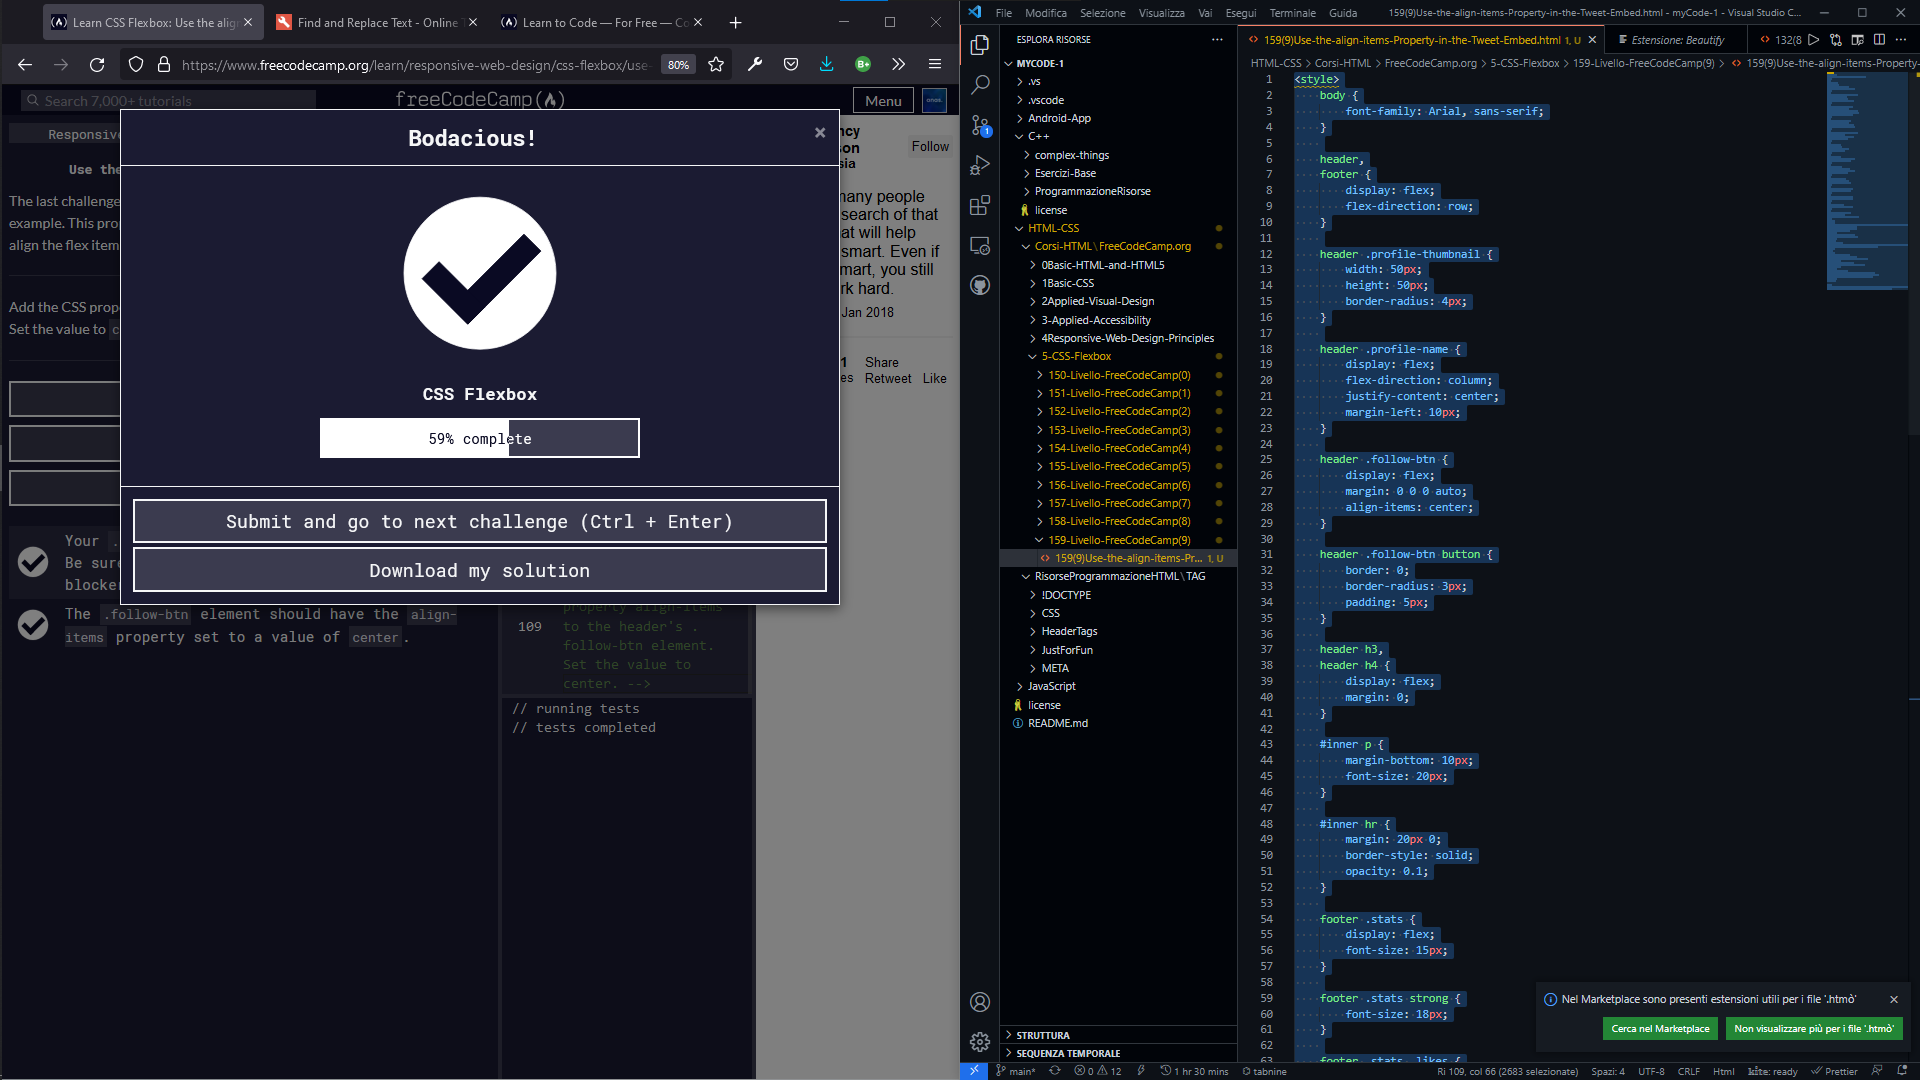 Learn CSS Flexbox: Use the alig
Find and Replace Text - Online T
Learn to Code — For Free — Co
https://www.freecodecamp.org/learn/responsive-web-design/css-flexbox/use-
80%
Search 7,000+ tutorials
freeCodeCamp
Menu
Responsive
Use the
The last challenge
example. This prop
align the flex item
Add the CSS prop
Set the value to c
Bodacious!
CSS Flexbox
59% complete
Submit and go to next challenge (Ctrl + Enter)
Download my solution
Your .
Be sure
blocker
The .follow-btn element should have the align-
items property set to a value of center.
property align-items
109 to the header's .
follow-btn element.
Set the value to
center. -->
// running tests
// tests completed
ncy
son
sia
Follow
many people
search of that
at will help
smart. Even if
mart, you still
rk hard.
Jan 2018
1
es
Share
Retweet
Like
File Modifica Selezione Visualizza Vai Esegui Terminale Guida
159(9)Use-the-align-items-Property-in-the-Tweet-Embed.html - myCode-1 - Visual Studio C...
ESPLORA RISORSE
MYCODE-1
.vs
.vscode
Android-App
C++
complex-things
Esercizi-Base
ProgrammazioneRisorse
license
HTML-CSS
Corsi-HTML\FreeCodeCamp.org
0Basic-HTML-and-HTML5
1Basic-CSS
2Applied-Visual-Design
3-Applied-Accessibility
4Responsive-Web-Design-Principles
5-CSS-Flexbox
150-Livello-FreeCodeCamp(0)
151-Livello-FreeCodeCamp(1)
152-Livello-FreeCodeCamp(2)
153-Livello-FreeCodeCamp(3)
154-Livello-FreeCodeCamp(4)
155-Livello-FreeCodeCamp(5)
156-Livello-FreeCodeCamp(6)
157-Livello-FreeCodeCamp(7)
158-Livello-FreeCodeCamp(8)
159-Livello-FreeCodeCamp(9)
159(9)Use-the-align-items-Pr... 1, U
RisorseProgrammazioneHTML\TAG
!DOCTYPE
CSS
HeaderTags
JustForFun
META
JavaScript
license
README.md
STRUTTURA
SEQUENZA TEMPORALE
159(9)Use-the-align-items-Property-in-the-Tweet-Embed.html 1, U
Estensione: Beautify
132(8
HTML-CSS > Corsi-HTML > FreeCodeCamp.org > 5-CSS-Flexbox > 159-Livello-FreeCodeCamp(9) > 159(9)Use-the-align-items-Property-
1 <style>
2 body {
3 font-family: Arial, sans-serif;
4 }
5
6 header,
7 footer {
8 display: flex;
9 flex-direction: row;
10 }
11
12 header .profile-thumbnail {
13 width: 50px;
14 height: 50px;
15 border-radius: 4px;
16 }
17
18 header .profile-name {
19 display: flex;
20 flex-direction: column;
21 justify-content: center;
22 margin-left: 10px;
23 }
24
25 header .follow-btn {
26 display: flex;
27 margin: 0 0 0 auto;
28 align-items: center;
29 }
30
31 header .follow-btn button {
32 border: 0;
33 border-radius: 3px;
34 padding: 5px;
35 }
36
37 header h3,
38 header h4 {
39 display: flex;
40 margin: 0;
41 }
42
43 #inner p {
44 margin-bottom: 10px;
45 font-size: 20px;
46 }
47
48 #inner hr {
49 margin: 20px 0;
50 border-style: solid;
51 opacity: 0.1;
52 }
53
54 footer .stats {
55 display: flex;
56 font-size: 15px;
57 }
58
59 footer .stats strong {
60 font-size: 18px;
61 }
62
63 footer .stats .likes {
Nel Marketplace sono presenti estensioni utili per i file '.htmò'
Cerca nel Marketplace
Non visualizzare più per i file '.htmò'
main* 0 12 1 hr 30 mins tabnine
Ri 109, col 66 (2683 selezionate) Spazi: 4 UTF-8 CRLF Html kite: ready Prettier